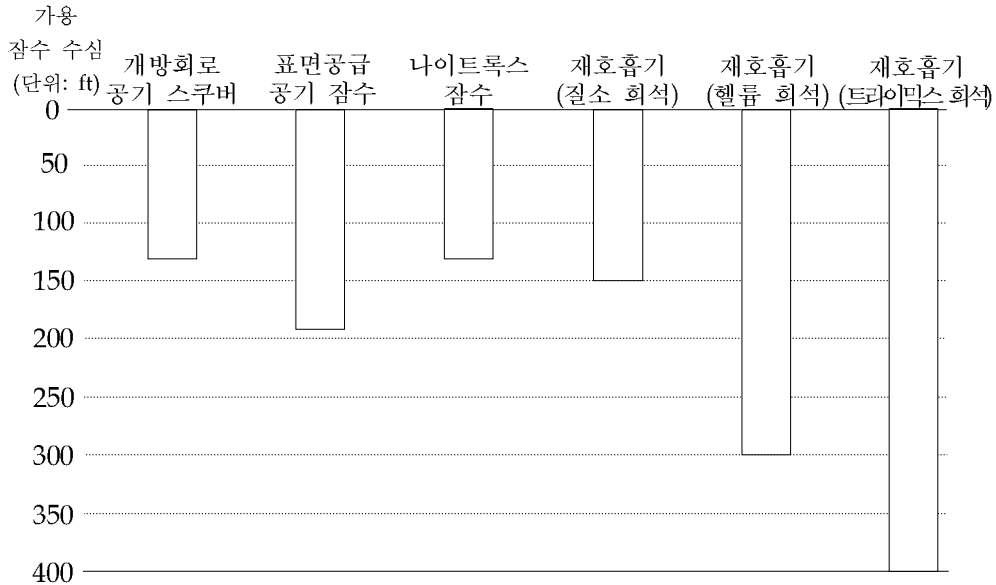 가용
잠수 수심
(단위: ft)
개방회로
공기 스쿠버
표면공급
공기 잠수
나이트록스
잠수
재호흡기
(질소 희석)
재호흡기
(헬륨 희석)
재호흡기
(트라이믹스 희석)
0
50
100
150
200
250
300
350
400